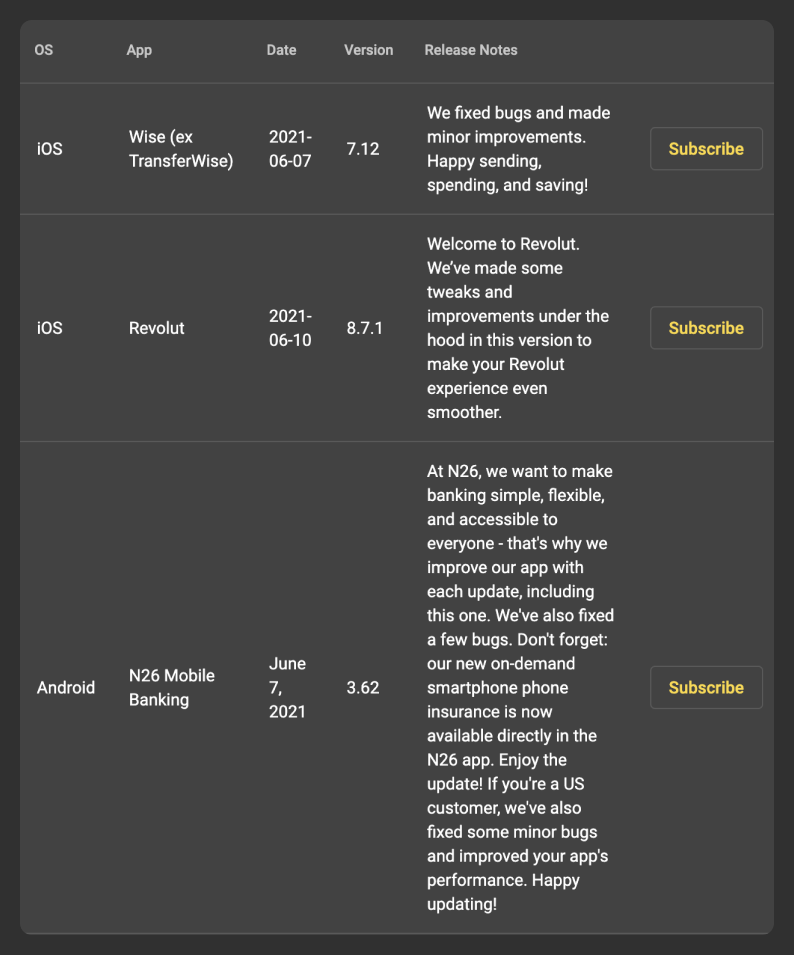 OS App Date Version Release Notes
iOS
Wise (ex
TransferWise)
2021-
06-07
7.12
We fixed bugs and made
minor improvements.
Happy sending,
spending, and saving!
Subscribe
iOS
Revolut
2021-
06-10
8.7.1
Welcome to Revolut.
We’ve made some
tweaks and
improvements under the
hood in this version to
make your Revolut
experience even
smoother.
Subscribe
Android
N26 Mobile
Banking
June
7,
2021
3.62
At N26, we want to make
banking simple, flexible,
and accessible to
everyone - that's why we
improve our app with
each update, including
this one. We've also fixed
a few bugs. Don't forget:
our new on-demand
smartphone phone
insurance is now
available directly in the
N26 app. Enjoy the
update! If you're a US
customer, we've also
fixed some minor bugs
and improved your app's
performance. Happy
updating!
Subscribe